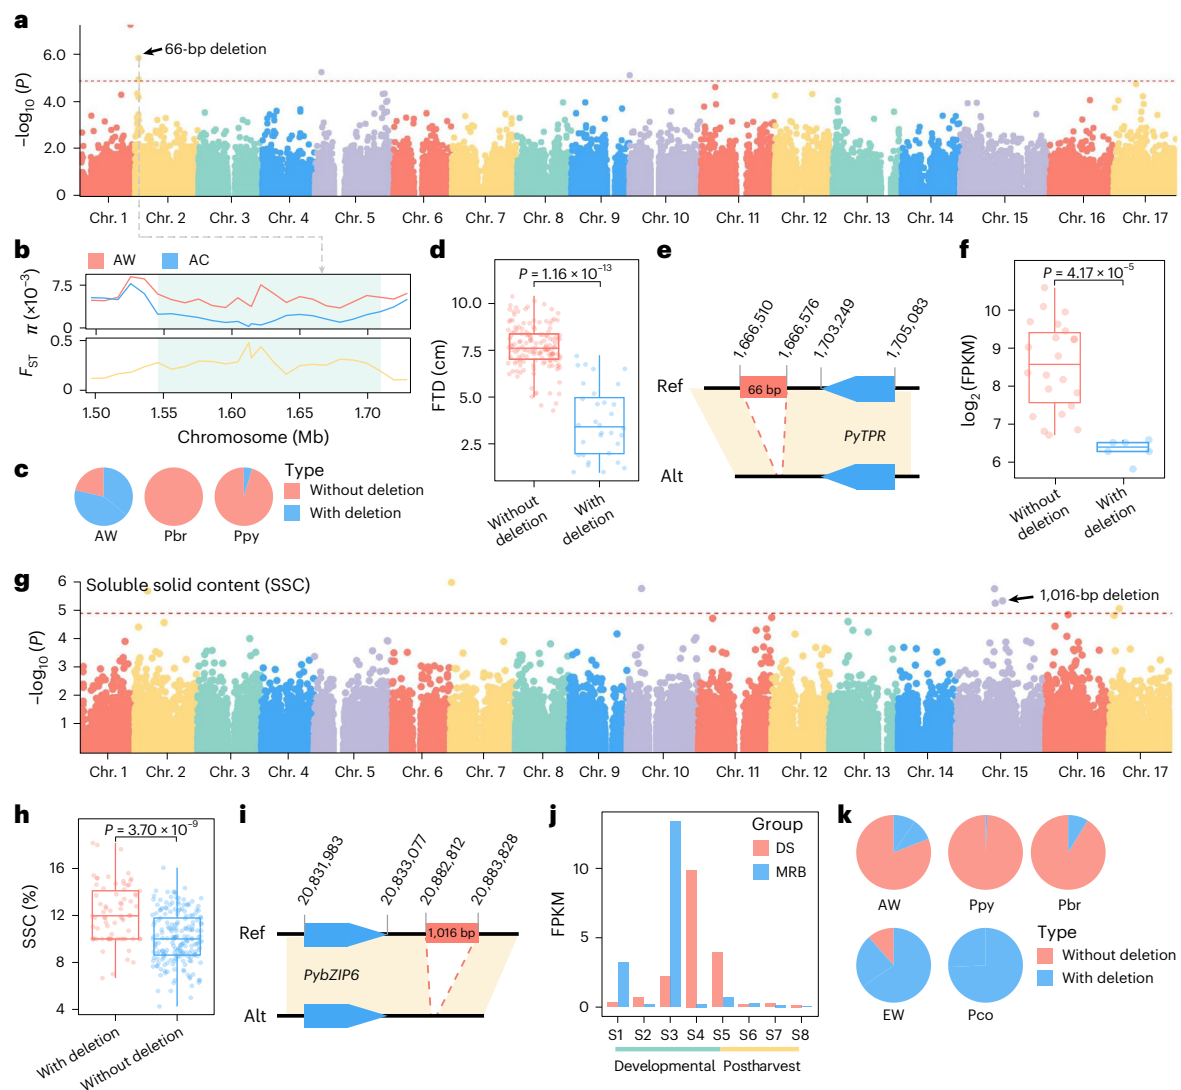 a
6.0
4.0
2.0
0
−log10 (P)
66-bp deletion
Chr. 1 Chr. 2 Chr. 3 Chr. 4 Chr. 5 Chr. 6 Chr. 7 Chr. 8 Chr. 9 Chr. 10 Chr. 11 Chr. 12 Chr. 13 Chr. 14 Chr. 15 Chr. 16 Chr. 17
b
AW AC
π (×10−3)
7.5
0
FST
0.5
0
1.50 1.55 1.60 1.65 1.70
Chromosome (Mb)
c
AW Pbr Ppy
Type
Without deletion
With deletion
d
P = 1.16 × 10−13
FTD (cm)
10.0
7.5
5.0
2.5
Without
deletion
With
deletion
e
1,666,510
1,666,576
1,703,249
1,705,083
Ref
66 bp
PyTPR
Alt
f
P = 4.17 × 10−5
log2(FPKM)
10
9
8
7
6
Without
deletion
With
deletion
g
Soluble solid content (SSC)
6
5
4
3
2
1
−log10 (P)
1,016-bp deletion
Chr. 1 Chr. 2 Chr. 3 Chr. 4 Chr. 5 Chr. 6 Chr. 7 Chr. 8 Chr. 9 Chr. 10 Chr. 11 Chr. 12 Chr. 13 Chr. 14 Chr. 15 Chr. 16 Chr. 17
h
P = 3.70 × 10−9
SSC (%)
16
12
8
4
With deletion
Without deletion
i
20,831,983
20,833,077
20,882,812
20,883,828
Ref
1,016 bp
PybZIP6
Alt
j
Group
DS
MRB
FPKM
10
5
0
S1 S2 S3 S4 S5 S6 S7 S8
Developmental Postharvest
k
AW Ppy Pbr
EW Pco
Type
Without deletion
With deletion